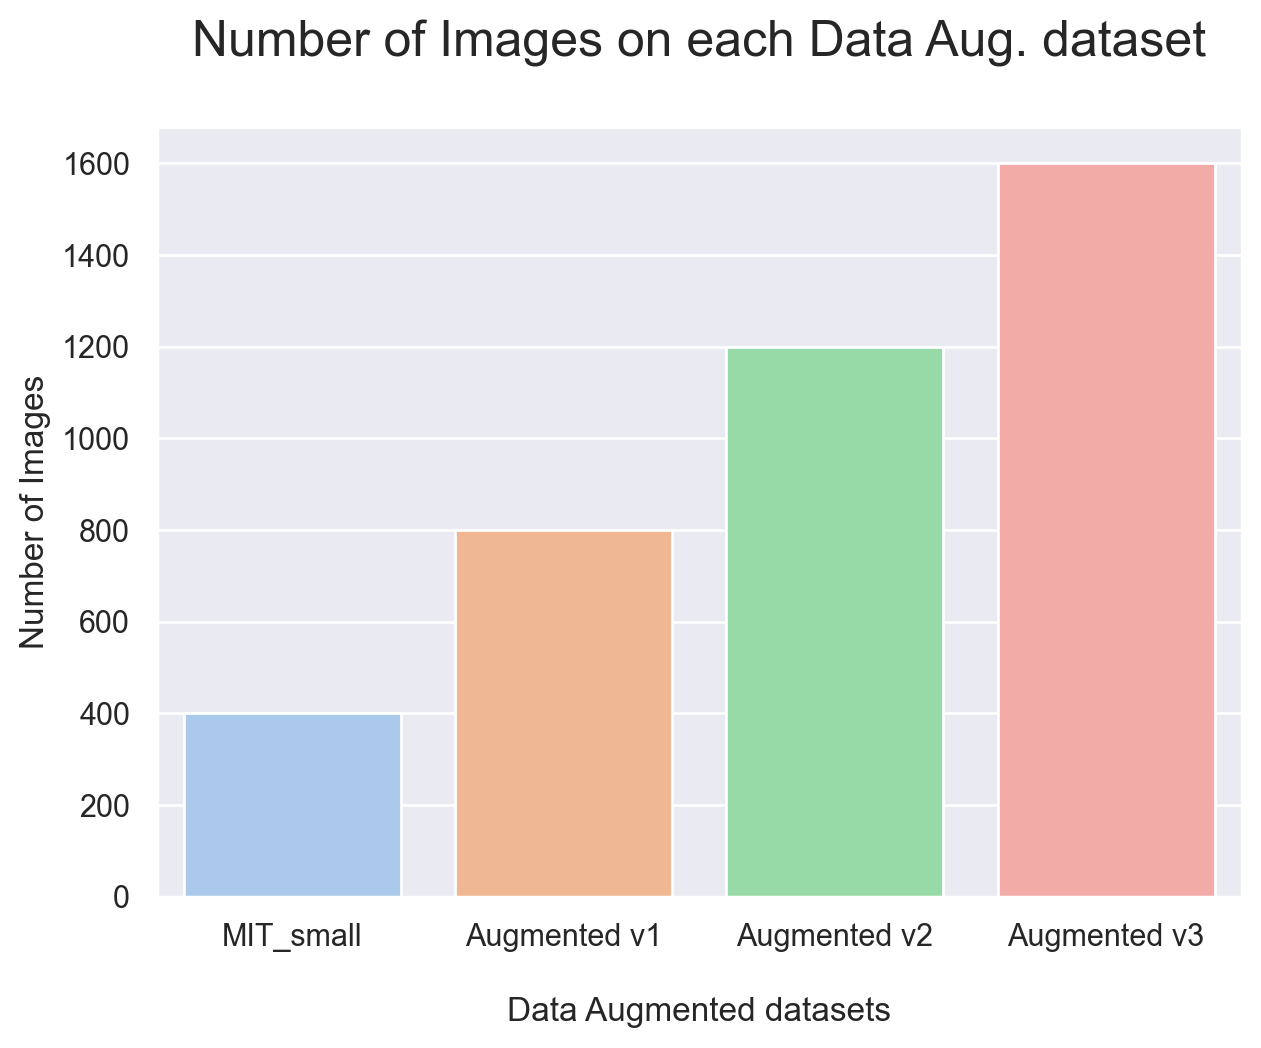 Number of Images on each Data Aug. dataset
Number of Images
1600
1400
1200
1000
800
600
400
200
0
MIT_small Augmented v1 Augmented v2 Augmented v3
Data Augmented datasets